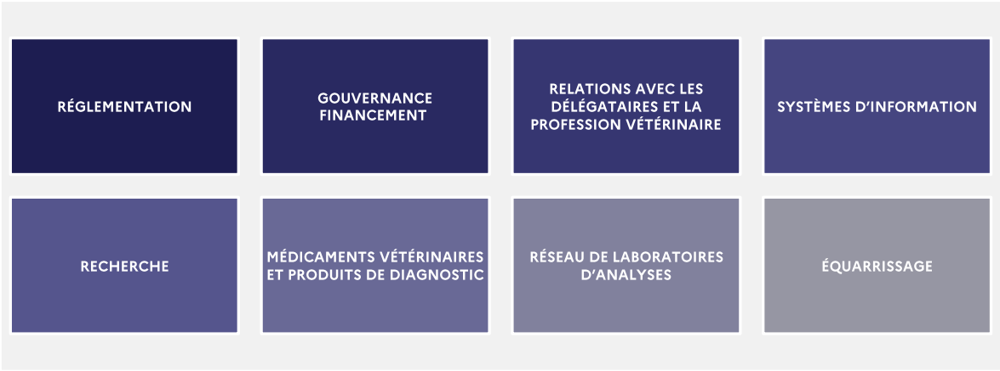 RÉGLEMENTATION
GOUVERNANCE
FINANCEMENT
RELATIONS AVEC LES
DÉLÉGATAIRES ET LA
PROFESSION VÉTÉRINAIRE
SYSTÈMES D’INFORMATION
RECHERCHE
MÉDICAMENTS VÉTÉRINAIRES
ET PRODUITS DE DIAGNOSTIC
RÉSEAU DE LABORATOIRES
D’ANALYSES
ÉQUARRISSAGE